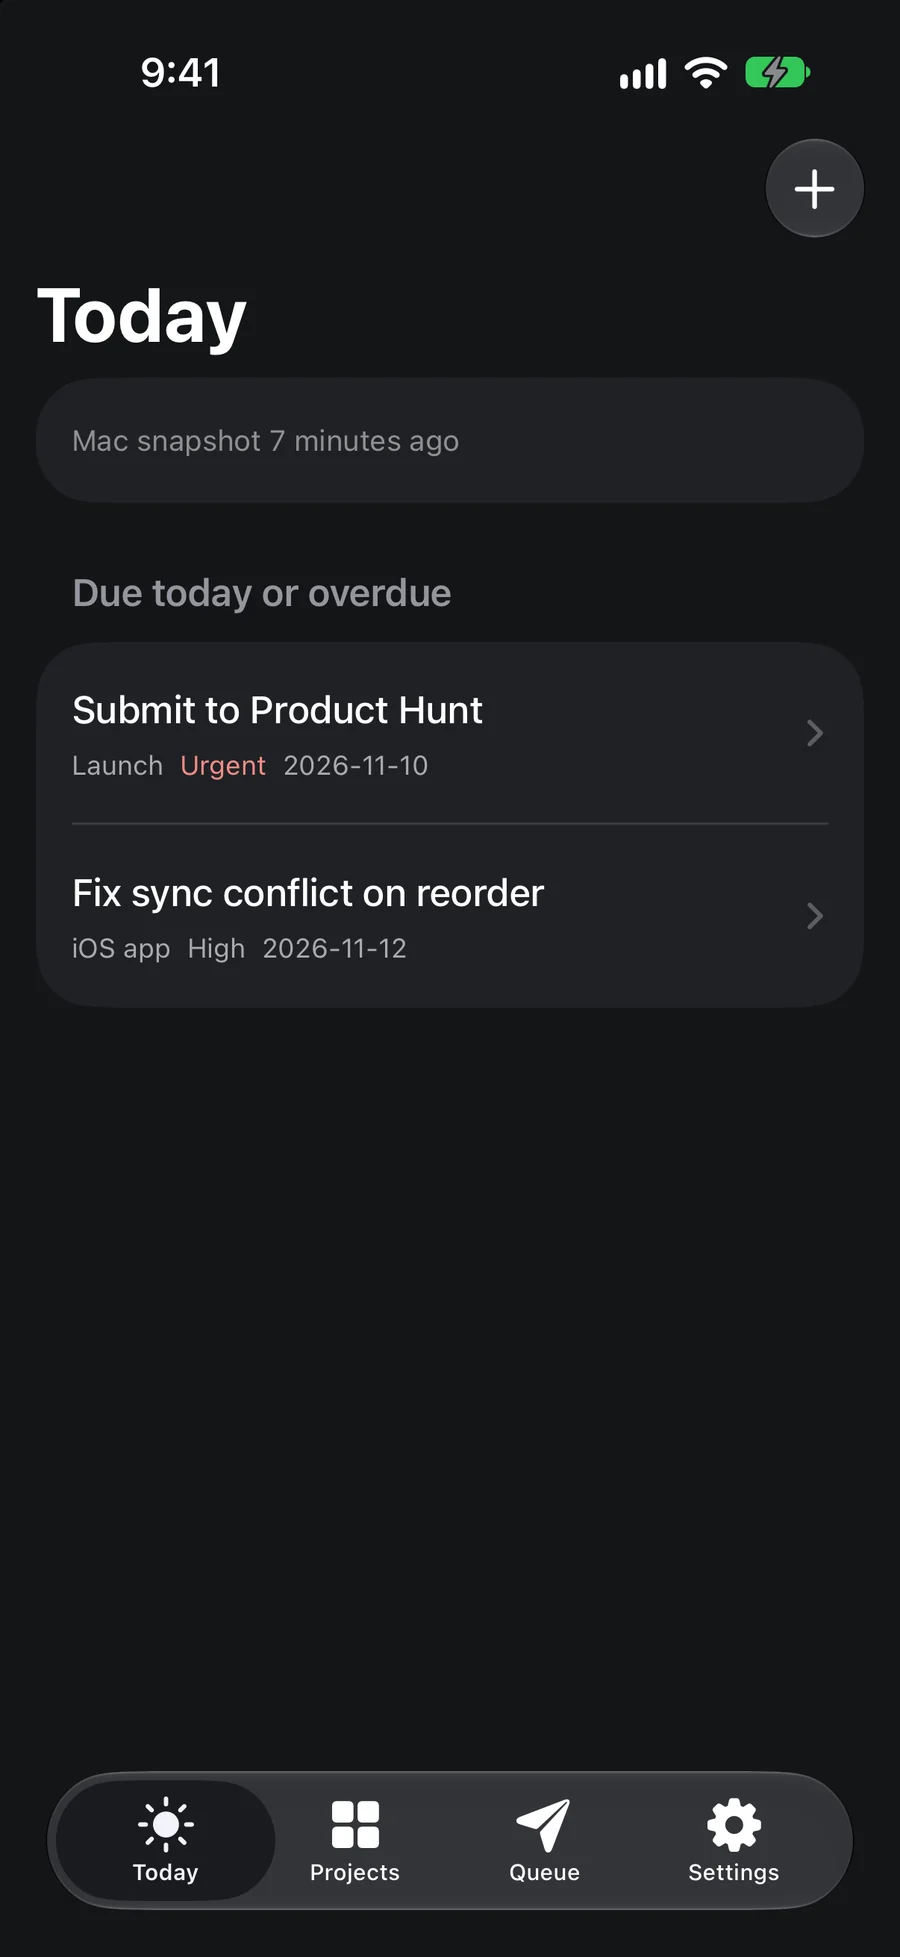 9:41
Today
Mac snapshot 7 minutes ago
Due today or overdue
Submit to Product Hunt
Launch Urgent 2026-11-10
Fix sync conflict on reorder
iOS app High 2026-11-12
Today Projects Queue Settings